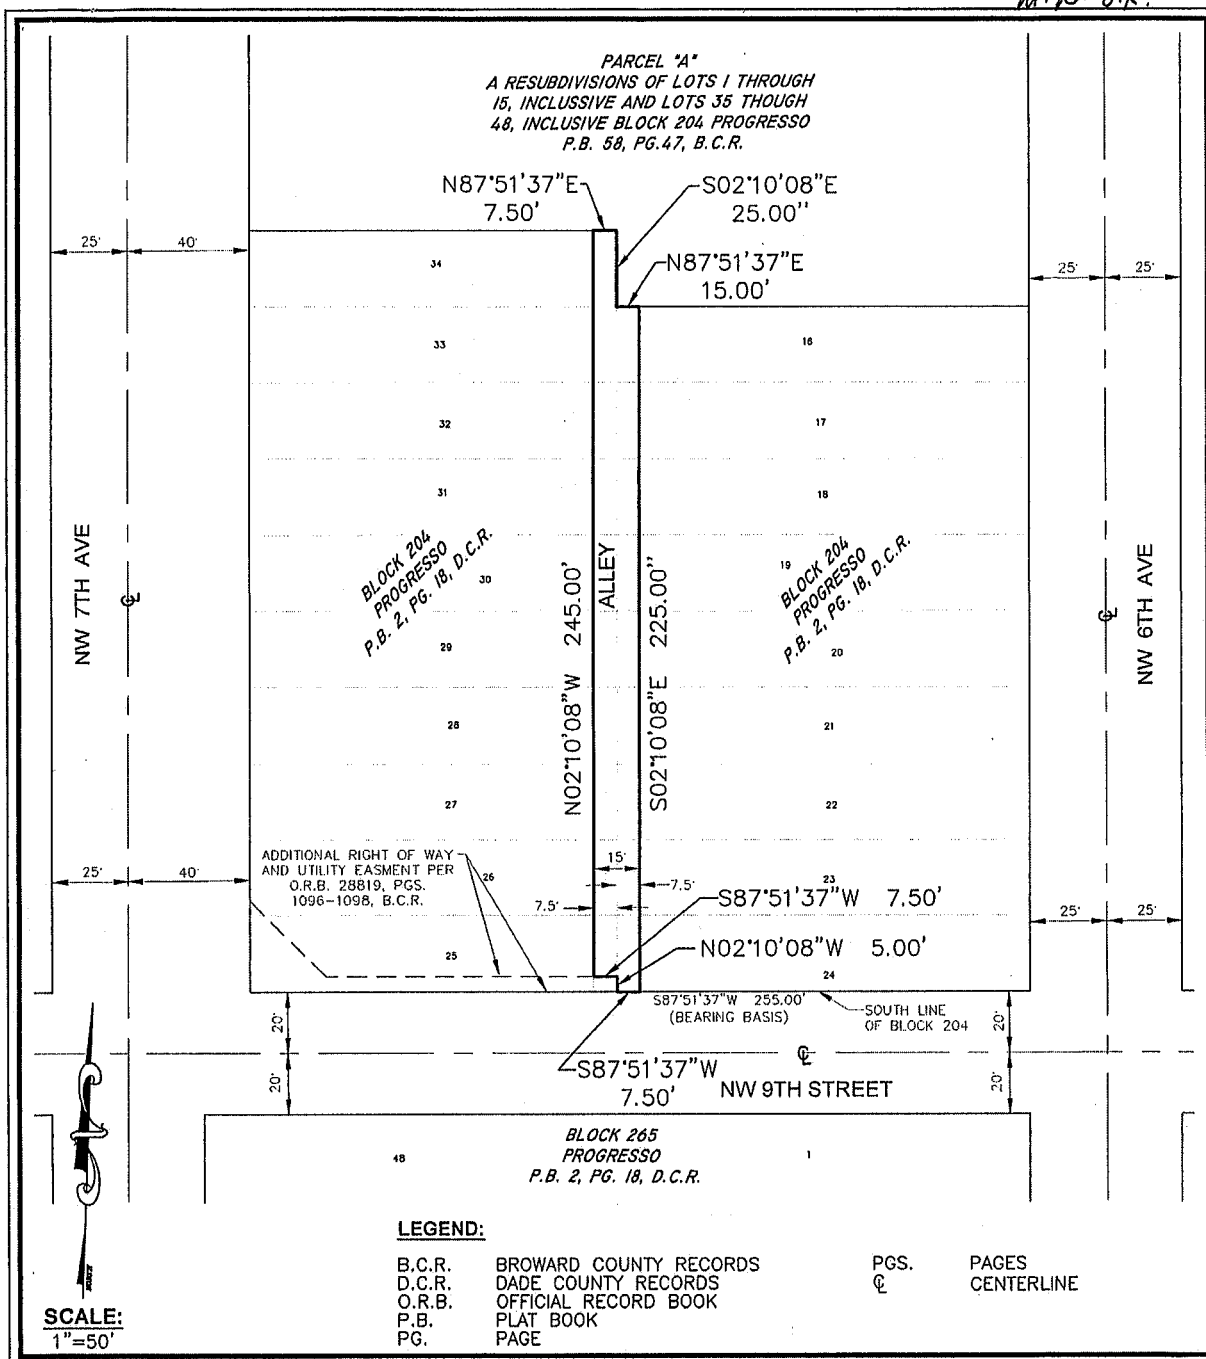 PARCEL "A"
A RESUBDIVISIONS OF LOTS 1 THROUGH
15, INCLUSSIVE AND LOTS 35 THOUGH
48, INCLUSIVE BLOCK 204 PROGRESSO
P.B. 58, PG.47, B.C.R.
N87°51'37"E
7.50'
S02°10'08"E
25.00''
N87°51'37"E
15.00'
25'
40'
25'
25'
34
33
32
31
30
29
28
27
26
25
16
17
18
19
20
21
22
23
24
NW 7TH AVE
℄
BLOCK 204
PROGRESSO
P.B. 2, PG. 18, D.C.R.
N02°10'08"W 245.00'
ALLEY
S02°10'08"E 225.00''
BLOCK 204
PROGRESSO
P.B. 2, PG. 18, D.C.R.
℄
NW 6TH AVE
ADDITIONAL RIGHT OF WAY
AND UTILITY EASMENT PER
O.R.B. 28819, PGS.
1096-1098, B.C.R.
25'
40'
15'
7.5'
7.5'
S87°51'37"W 7.50'
N02°10'08"W 5.00'
25'
25'
S87°51'37"W 255.00'
(BEARING BASIS)
SOUTH LINE
OF BLOCK 204
20'
20'
20'
20'
S87°51'37"W
7.50'
℄
NW 9TH STREET
BLOCK 265
PROGRESSO
P.B. 2, PG. 18, D.C.R.
48
1
NORTH
SCALE:
1"=50'
LEGEND:
B.C.R. BROWARD COUNTY RECORDS
D.C.R. DADE COUNTY RECORDS
O.R.B. OFFICIAL RECORD BOOK
P.B. PLAT BOOK
PG. PAGE
PGS. PAGES
℄ CENTERLINE